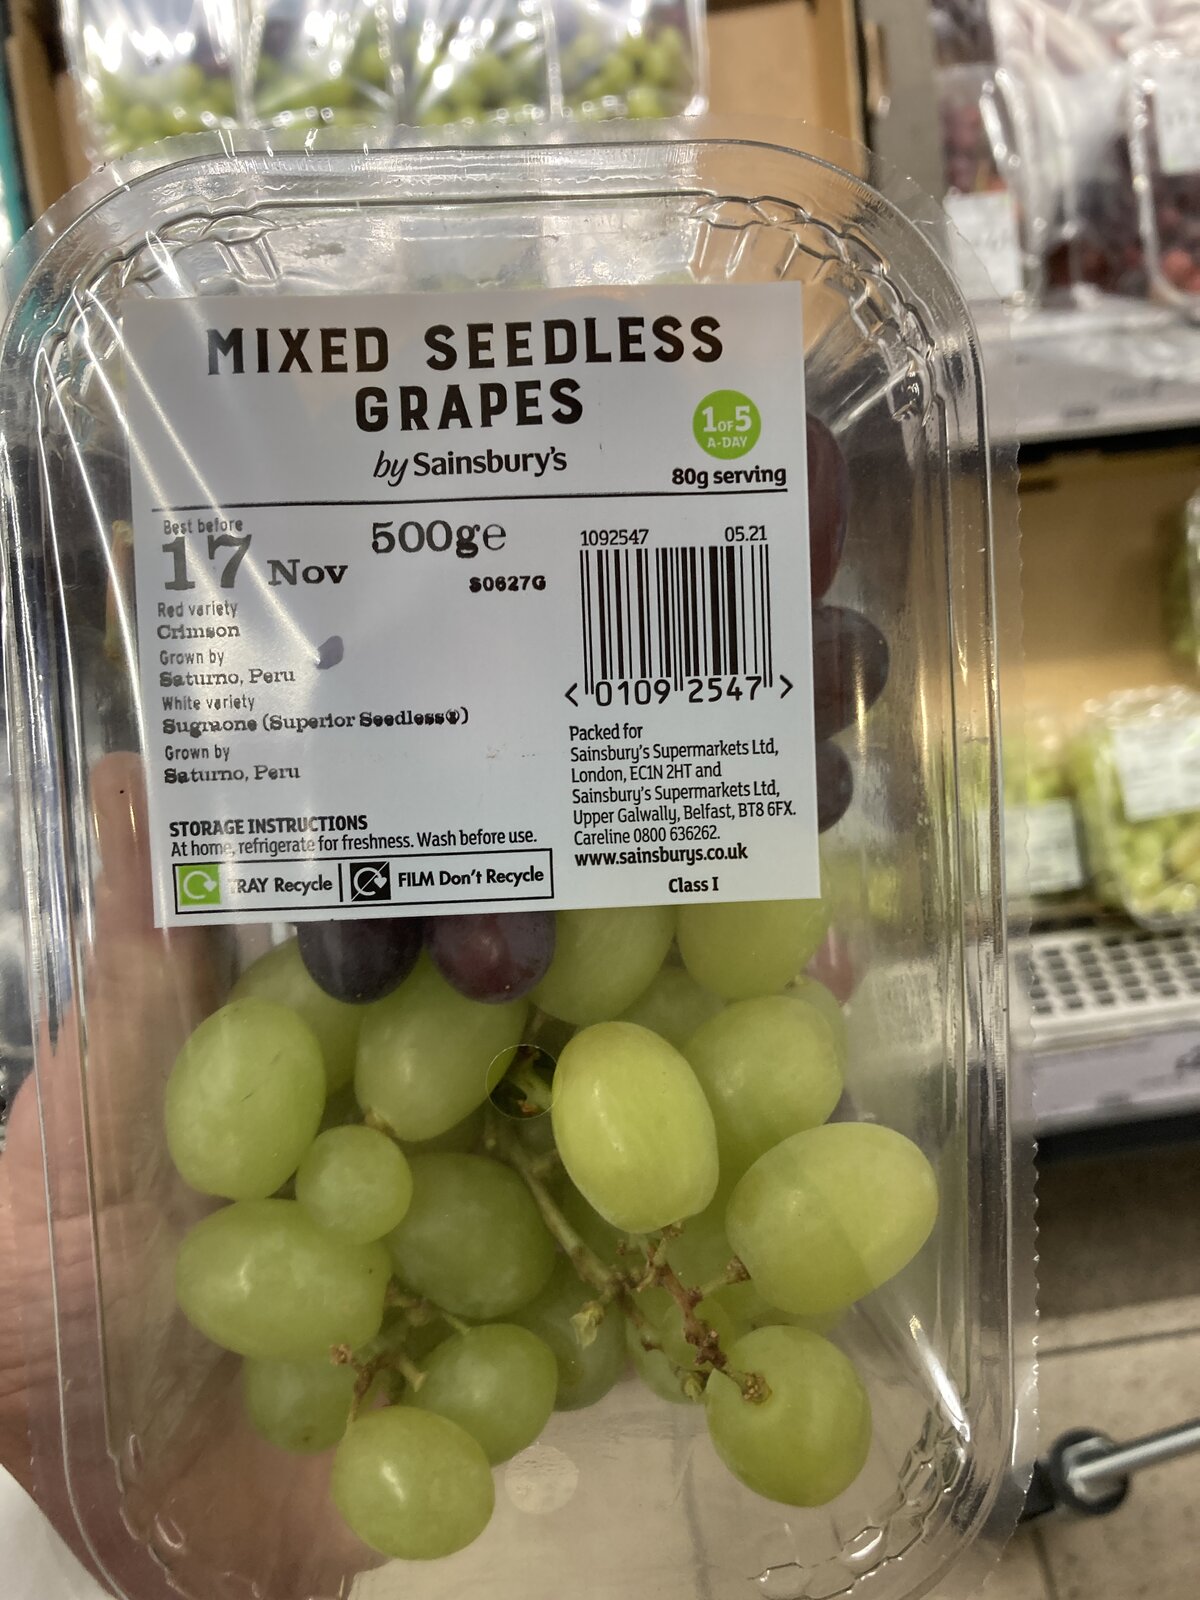 MIXED SEEDLESS
GRAPES
by Sainsbury's
1 OF 5
A-DAY
80g serving
Best before
17 Nov
500g℮
S0627G
Red variety
Crimson
Grown by
Saturno, Peru
White variety
Sugraone (Superior Seedless®)
Grown by
Saturno, Peru
STORAGE INSTRUCTIONS
At home, refrigerate for freshness. Wash before use.
TRAY Recycle
FILM Don't Recycle
1092547 05.21
<0109 2547>
Packed for
Sainsbury's Supermarkets Ltd,
London, EC1N 2HT and
Sainsbury's Supermarkets Ltd,
Upper Galwally, Belfast, BT8 6FX.
Careline 0800 636262.
www.sainsburys.co.uk
Class I